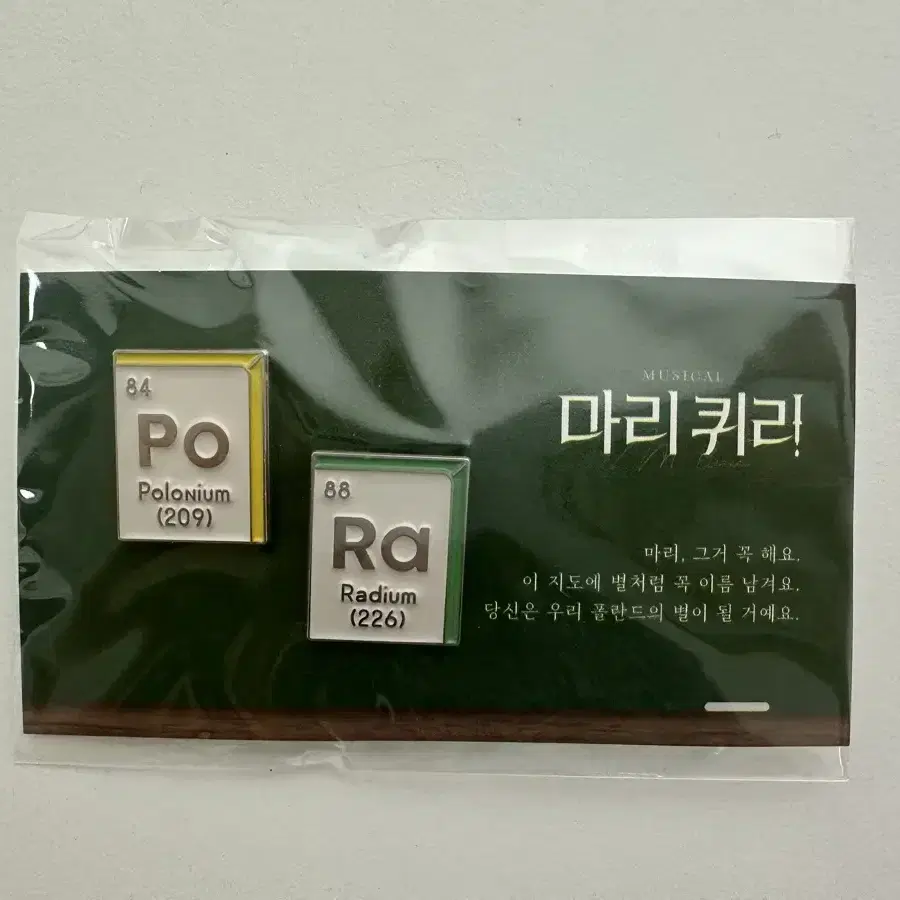 84
Po
Polonium
(209)
88
Ra
Radium
(226)
MUSICAL
마리 퀴리
마리, 그거 꼭 해요.
이 지도에 별처럼 꼭 이름 남겨요.
당신은 우리 폴란드의 별이 될 거예요.